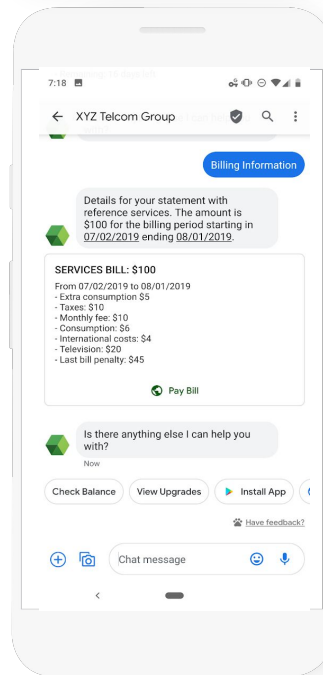 7:18
XYZ Telcom Group
Billing Information
Details for your statement with
reference services. The amount is
$100 for the billing period starting in
07/02/2019 ending 08/01/2019.
SERVICES BILL: $100
From 07/02/2019 to 08/01/2019
- Extra consumption $5
- Taxes: $10
- Monthly fee: $10
- Consumption: $6
- International costs: $4
- Television: $20
- Last bill penalty: $45
Pay Bill
Is there anything else I can help you
with?
Now
Check Balance View Upgrades Install App
Have feedback?
Chat message